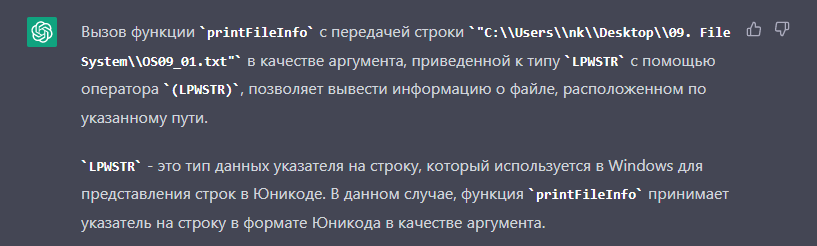 Вызов функции `printFileInfo` с передачей строки `"C:\\Users\\nk\\Desktop\\09. File
System\\OS09_01.txt"` в качестве аргумента, приведенной к типу `LPWSTR` с помощью
оператора `(LPWSTR)`, позволяет вывести информацию о файле, расположенном по
указанному пути.
`LPWSTR` - это тип данных указателя на строку, который используется в Windows для
представления строк в Юникоде. В данном случае, функция `printFileInfo` принимает
указатель на строку в формате Юникода в качестве аргумента.